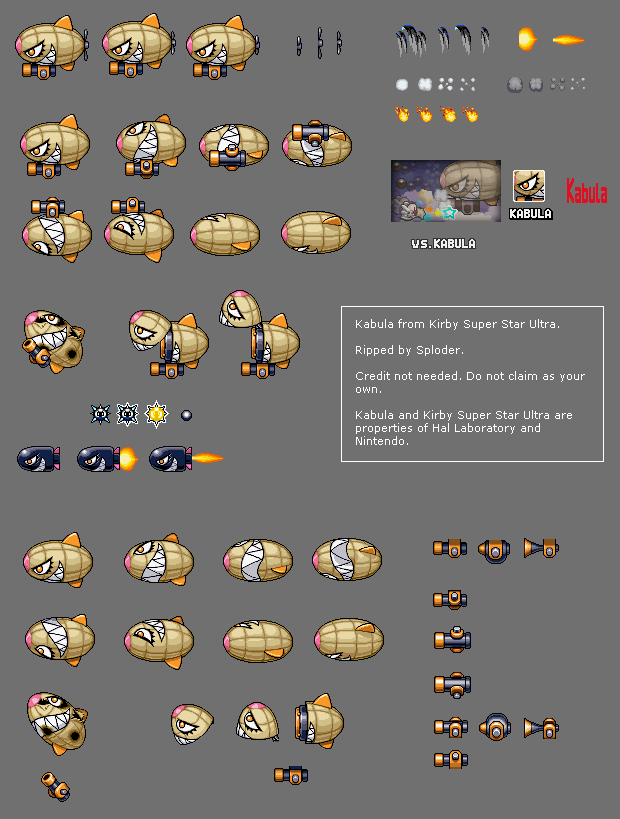 Kabula
KABULA
vs. KABULA
Kabula from Kirby Super Star Ultra.
Ripped by Sploder.
Credit not needed. Do not claim as your
own.
Kabula and Kirby Super Star Ultra are
properties of Hal Laboratory and
Nintendo.